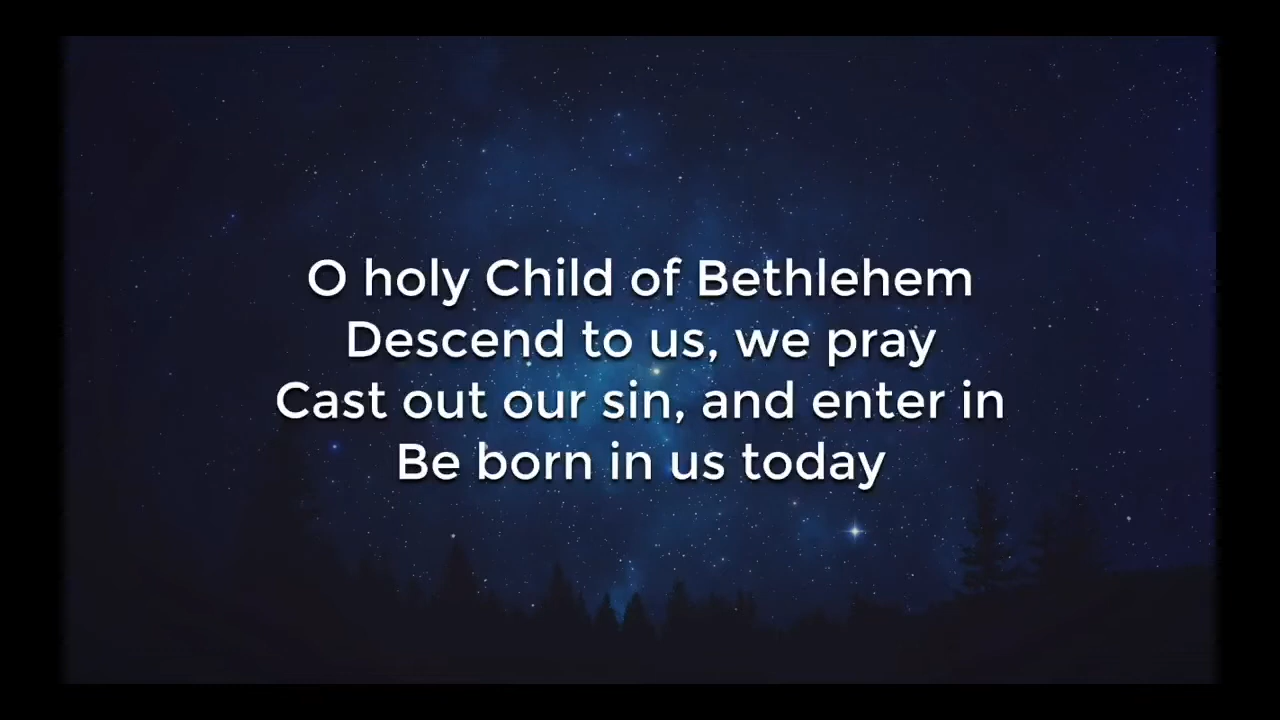 O holy Child of Bethlehem
Descend to us, we pray
Cast out our sin, and enter in
Be born in us today